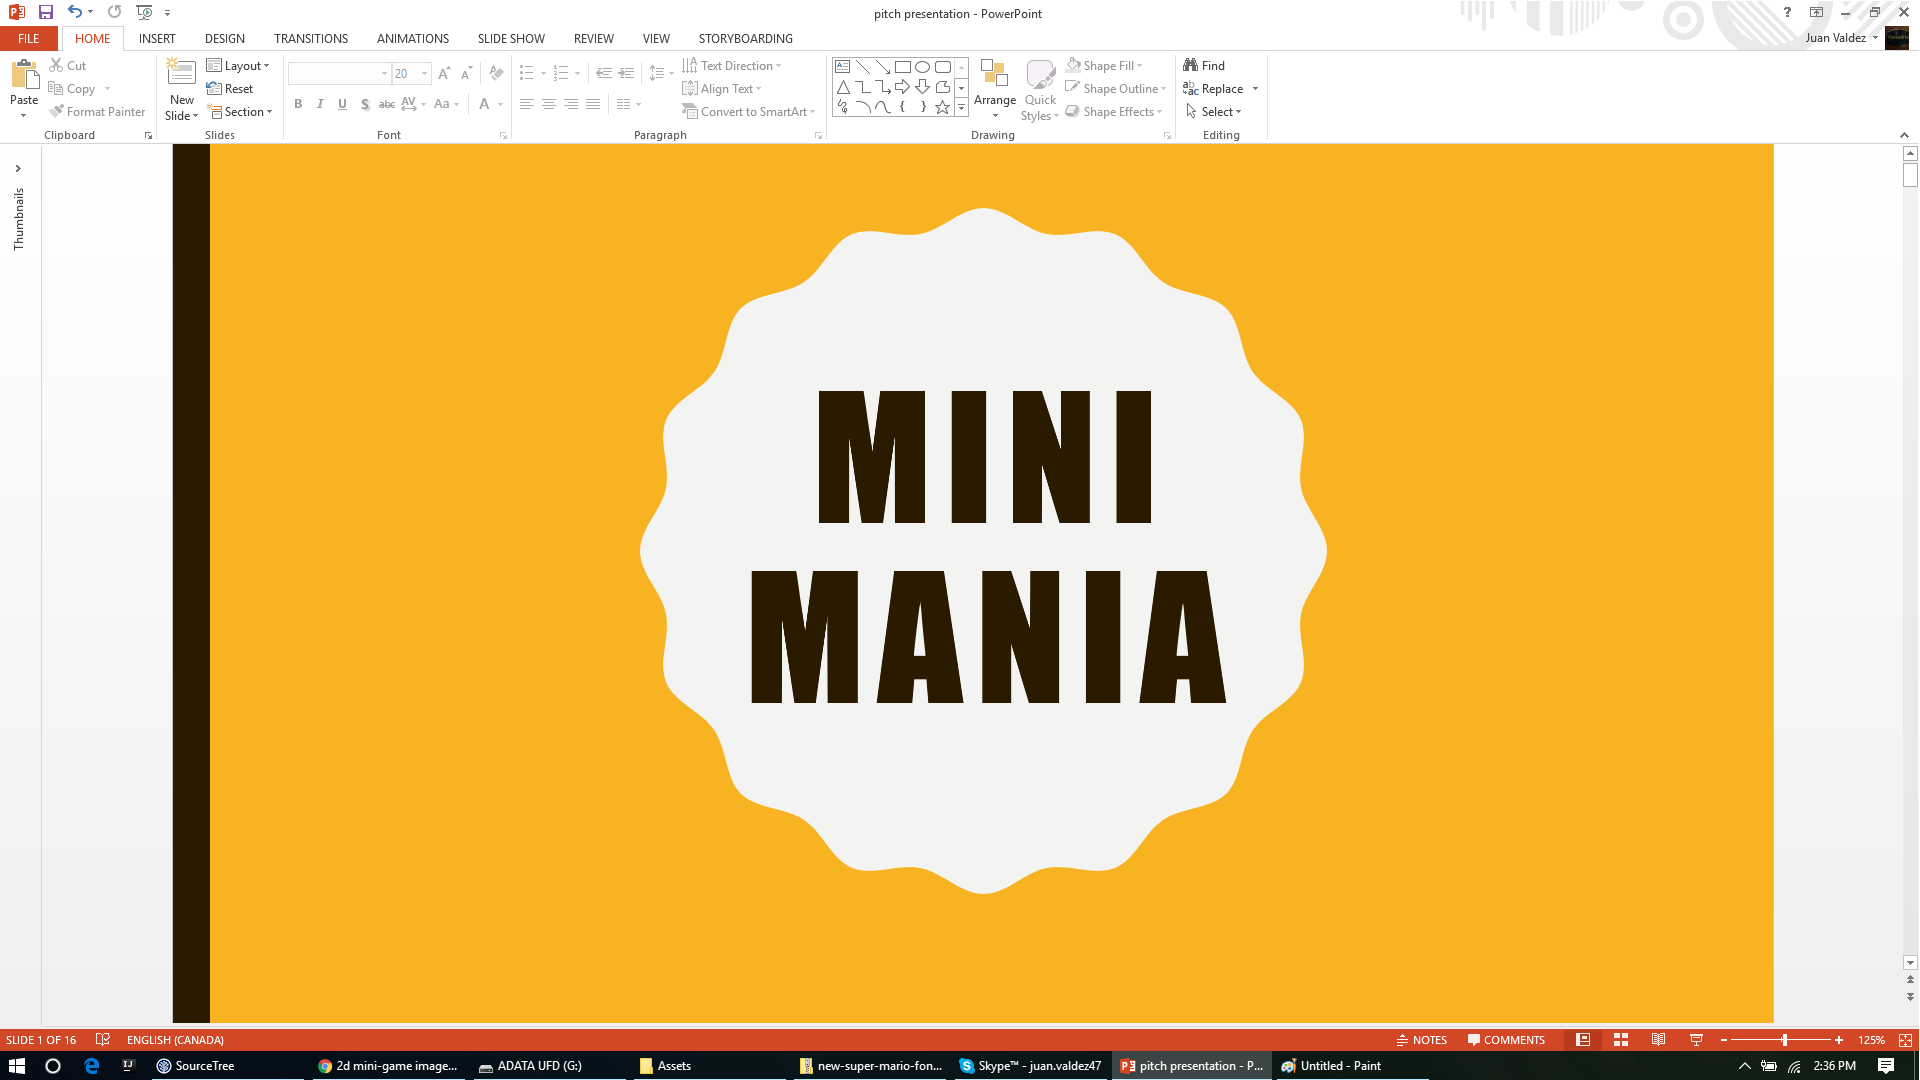 pitch presentation - PowerPoint
FILE HOME INSERT DESIGN TRANSITIONS ANIMATIONS SLIDE SHOW REVIEW VIEW STORYBOARDING Juan Valdez
Paste
Cut
Copy
Format Painter
Clipboard
New
Slide
Layout
Reset
Section
Slides
20
B I U S abc AV Aa A
Font
Text Direction
Align Text
Convert to SmartArt
Paragraph
Arrange
Quick
Styles
Shape Fill
Shape Outline
Shape Effects
Drawing
Find
Replace
Select
Editing
Thumbnails
MINI
MANIA
SLIDE 1 OF 16 ENGLISH (CANADA) NOTES COMMENTS 125%
SourceTree 2d mini-game image... ADATA UFD (G:) Assets new-super-mario-fon... Skype™ - juan.valdez47 pitch presentation - P... Untitled - Paint 2:36 PM